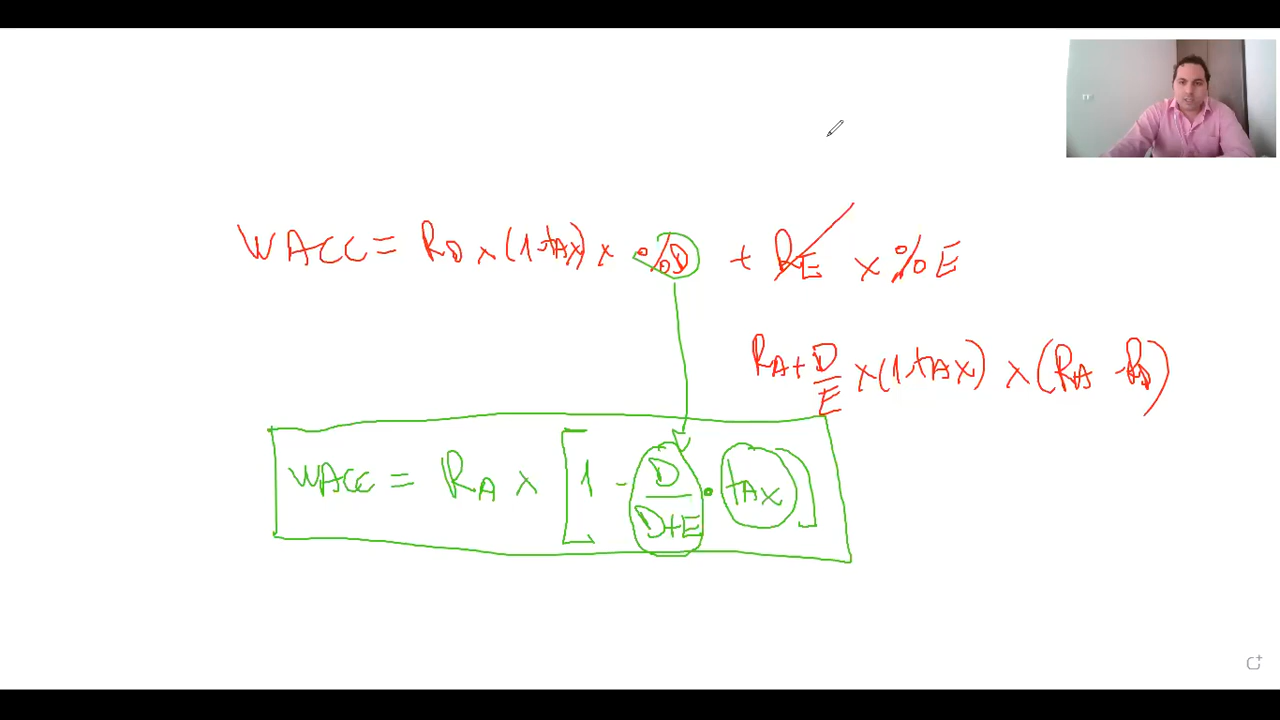 WACC = RD x (1-tAx) x %D + RE x %E
RA + D/E x (1-tAx) x (RA - RD)
WACC = RA x [1 - D/D+E . tAx]